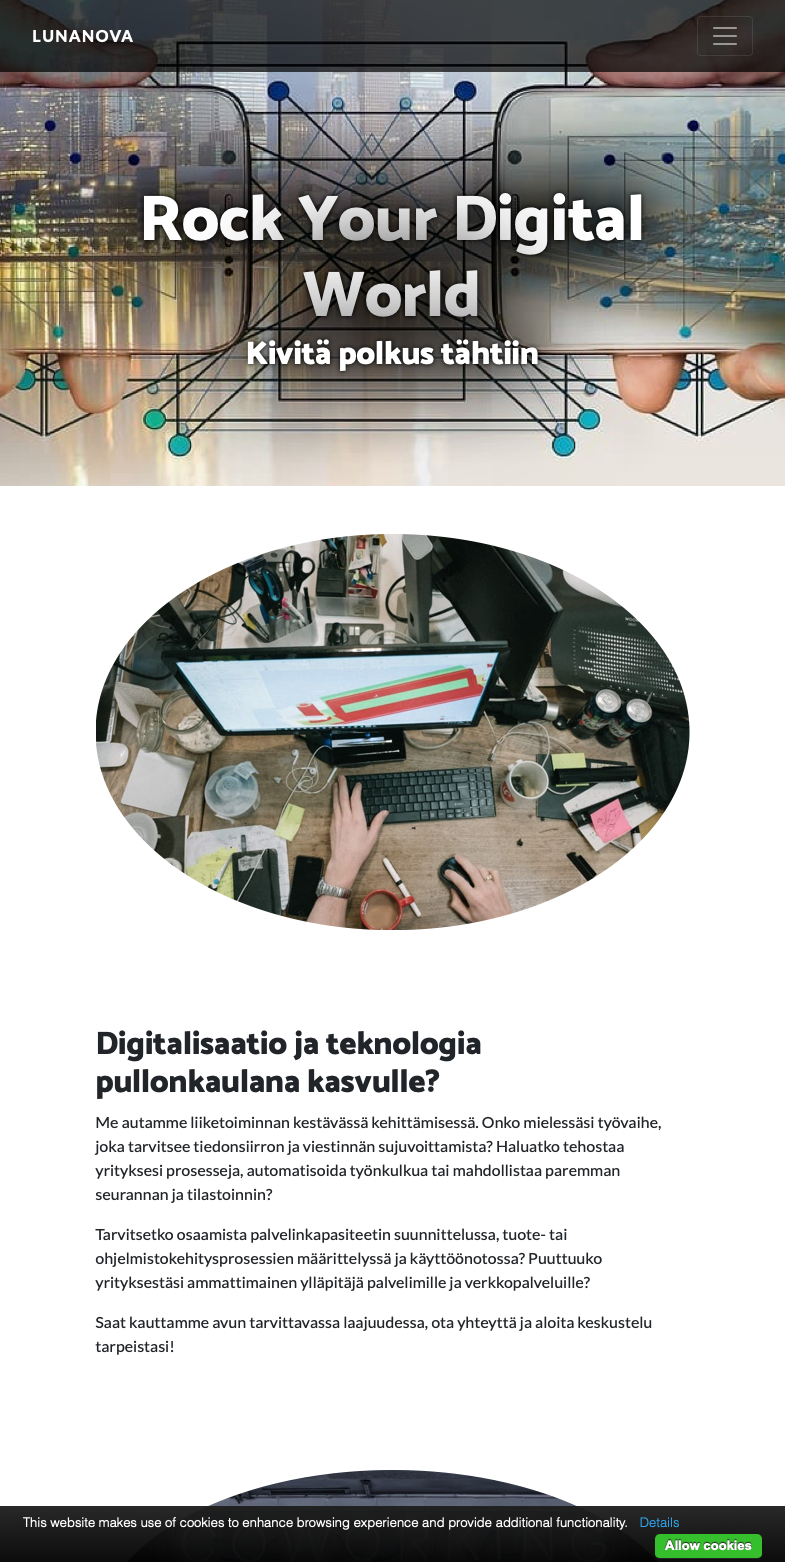 LUNANOVA
Rock Your Digital
World
Kivitä polkus tähtiin
Digitalisaatio ja teknologia
pullonkaulana kasvulle?
Me autamme liiketoiminnan kestävässä kehittämisessä. Onko mielessäsi työvaihe,
joka tarvitsee tiedonsiirron ja viestinnän sujuvoittamista? Haluatko tehostaa
yrityksesi prosesseja, automatisoida työnkulkua tai mahdollistaa paremman
seurannan ja tilastoinnin?
Tarvitsetko osaamista palvelinkapasiteetin suunnittelussa, tuote- tai
ohjelmistokehitysprosessien määrittelyssä ja käyttöönotossa? Puuttuuko
yrityksestäsi ammattimainen ylläpitäjä palvelimille ja verkkopalveluille?
Saat kauttamme avun tarvittavassa laajuudessa, ota yhteyttä ja aloita keskustelu
tarpeistasi!
This website makes use of cookies to enhance browsing experience and provide additional functionality. Details
Allow cookies